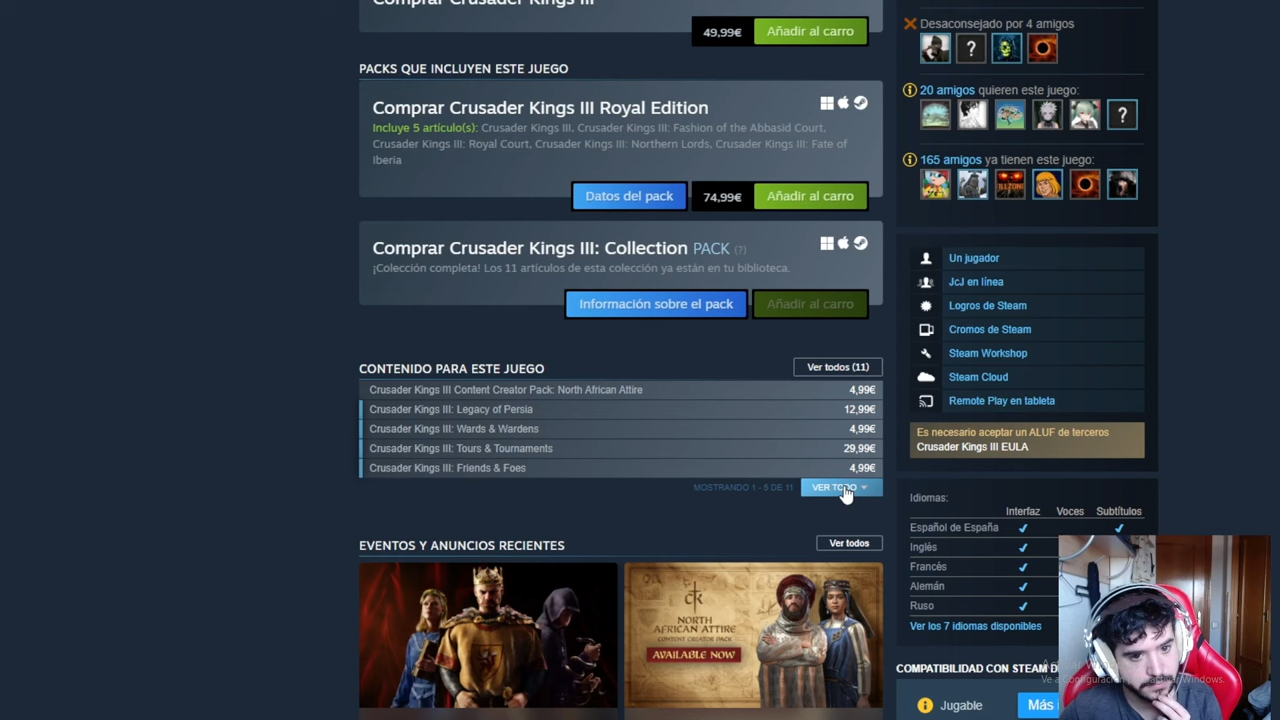 Comprar Crusader Kings III
49,99€
Añadir al carro
PACKS QUE INCLUYEN ESTE JUEGO
Comprar Crusader Kings III Royal Edition
Incluye 5 artículo(s): Crusader Kings III, Crusader Kings III: Fashion of the Abbasid Court,
Crusader Kings III: Royal Court, Crusader Kings III: Northern Lords, Crusader Kings III: Fate of
Iberia
Datos del pack
74,99€
Añadir al carro
Comprar Crusader Kings III: Collection PACK (?)
¡Colección completa! Los 11 artículos de esta colección ya están en tu biblioteca.
Información sobre el pack
Añadir al carro
CONTENIDO PARA ESTE JUEGO
Ver todos (11)
Crusader Kings III Content Creator Pack: North African Attire 4,99€
Crusader Kings III: Legacy of Persia 12,99€
Crusader Kings III: Wards & Wardens 4,99€
Crusader Kings III: Tours & Tournaments 29,99€
Crusader Kings III: Friends & Foes 4,99€
MOSTRANDO 1 - 5 DE 11
VER TODO
EVENTOS Y ANUNCIOS RECIENTES
Ver todos
NORTH
AFRICAN ATTIRE
CONTENT CREATOR PACK
AVAILABLE NOW
Desaconsejado por 4 amigos
?
20 amigos quieren este juego:
?
165 amigos ya tienen este juego:
Un jugador
JcJ en línea
Logros de Steam
Cromos de Steam
Steam Workshop
Steam Cloud
Remote Play en tableta
Es necesario aceptar un ALUF de terceros
Crusader Kings III EULA
Idiomas:
Interfaz Voces Subtítulos
Español de España
Inglés
Francés
Alemán
Ruso
Ver los 7 idiomas disponibles
COMPATIBILIDAD CON STEAM
Jugable
Más
Ve a Configuración para activar Windows.